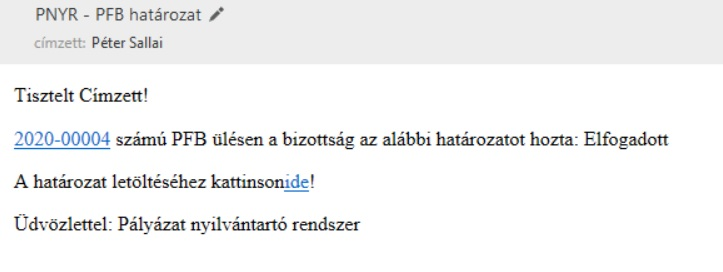 PNYR - PFB határozat
címzett: Péter Sallai
Tisztelt Címzett!
2020-00004 számú PFB ülésen a bizottság az alábbi határozatot hozta: Elfogadott
A határozat letöltéséhez kattinsonide!
Üdvözlettel: Pályázat nyilvántartó rendszer